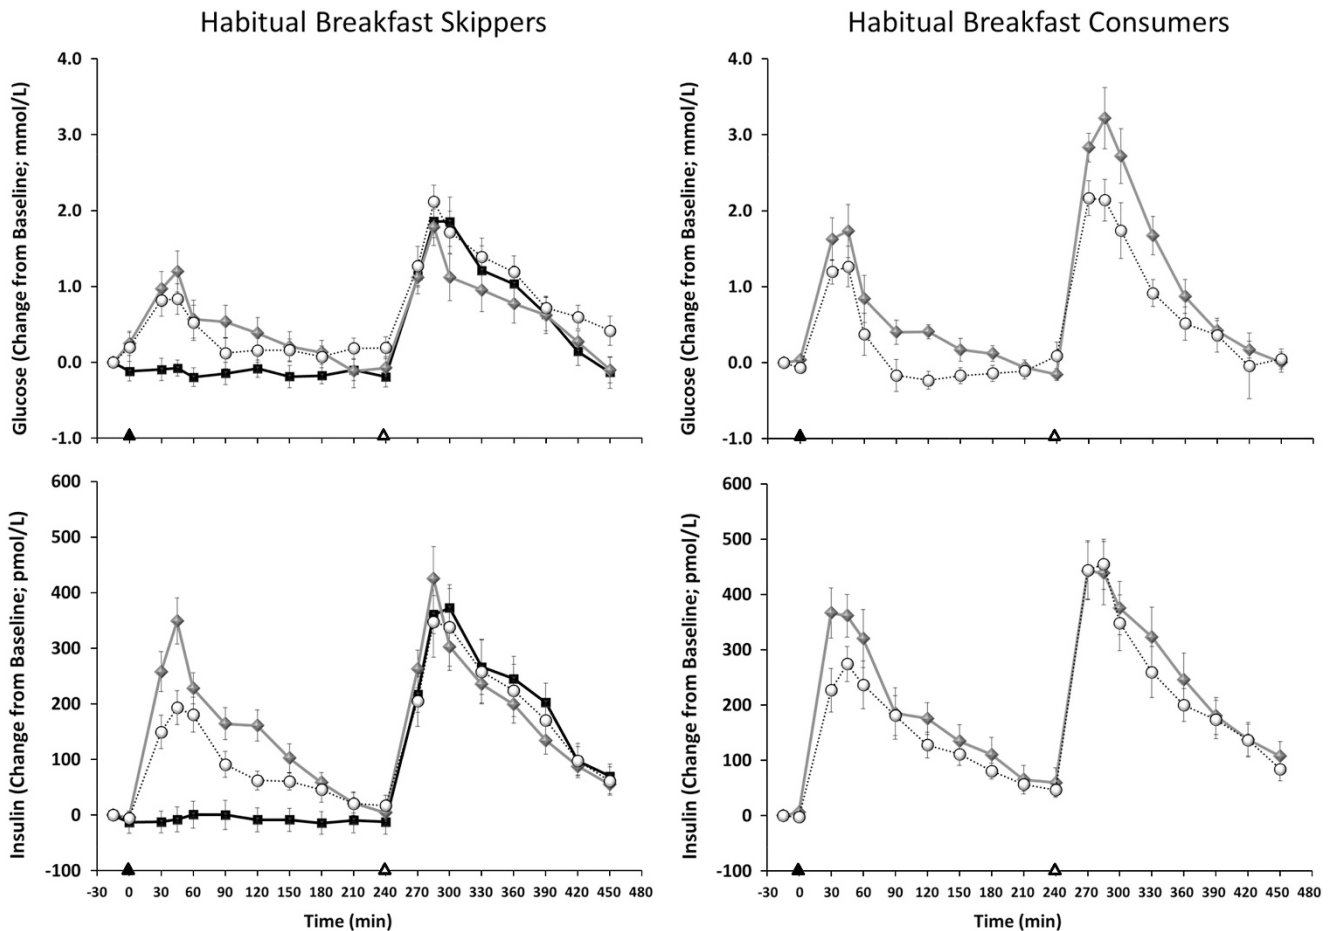 Habitual Breakfast Skippers
Habitual Breakfast Consumers
Glucose (Change from Baseline; mmol/L)
4.0
3.0
2.0
1.0
0.0
-1.0
Glucose (Change from Baseline; mmol/L)
4.0
3.0
2.0
1.0
0.0
-1.0
Insulin (Change from Baseline; pmol/L)
600
500
400
300
200
100
0
-100
-30 0 30 60 90 120 150 180 210 240 270 300 330 360 390 420 450 480
Time (min)
Insulin (Change from Baseline; pmol/L)
600
500
400
300
200
100
0
-100
-30 0 30 60 90 120 150 180 210 240 270 300 330 360 390 420 450 480
Time (min)